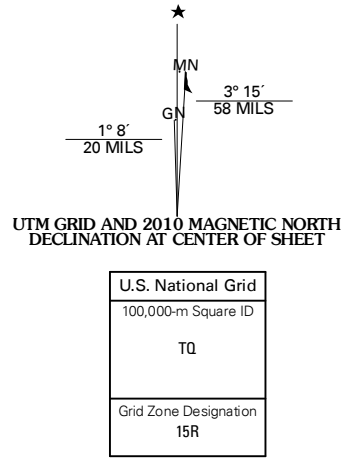 ★
MN
3° 15´
58 MILS
GN
1° 8´
20 MILS
UTM GRID AND 2010 MAGNETIC NORTH
DECLINATION AT CENTER OF SHEET
U.S. National Grid
100,000-m Square ID
TQ
Grid Zone Designation
15R